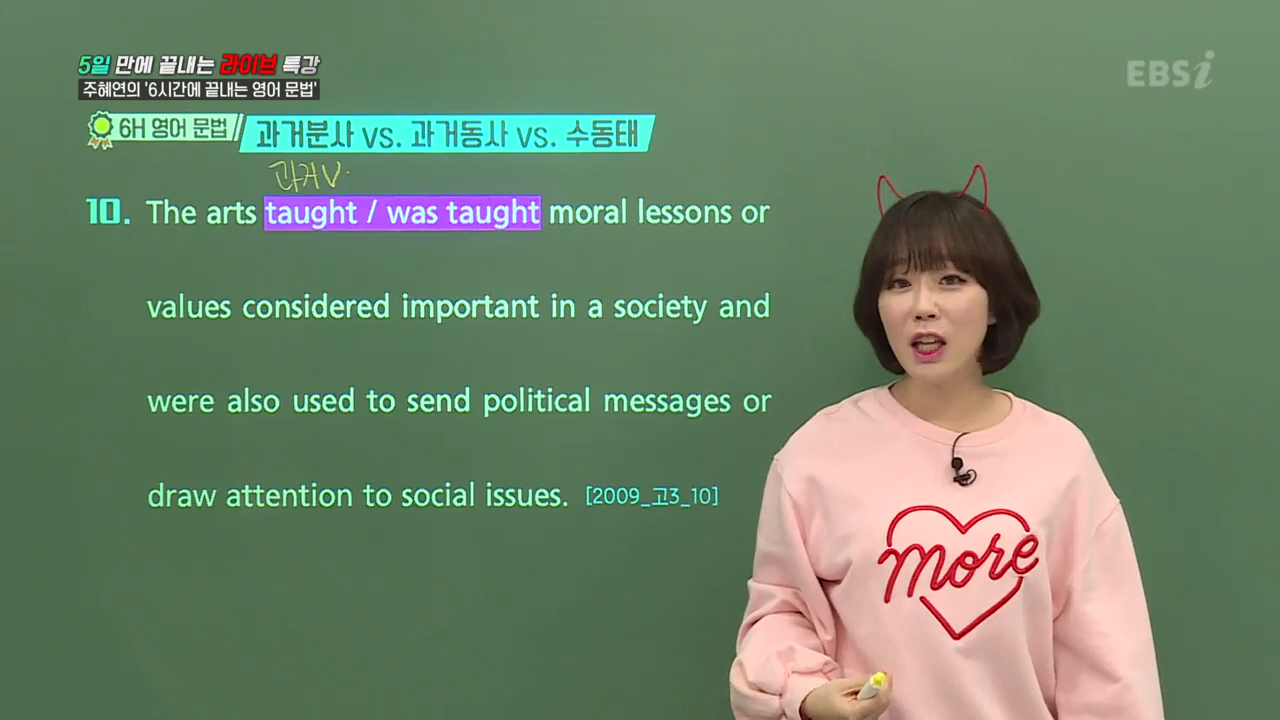 5일 만에 끝내는 라이브 특강
EBSi
주혜연의 '6시간에 끝내는 영어 문법'
6H 영어 문법
과거분사 vs. 과거동사 vs. 수동태
과거V
10. The arts taught / was taught moral lessons or
values considered important in a society and
were also used to send political messages or
draw attention to social issues. [2009_고3_10]
more